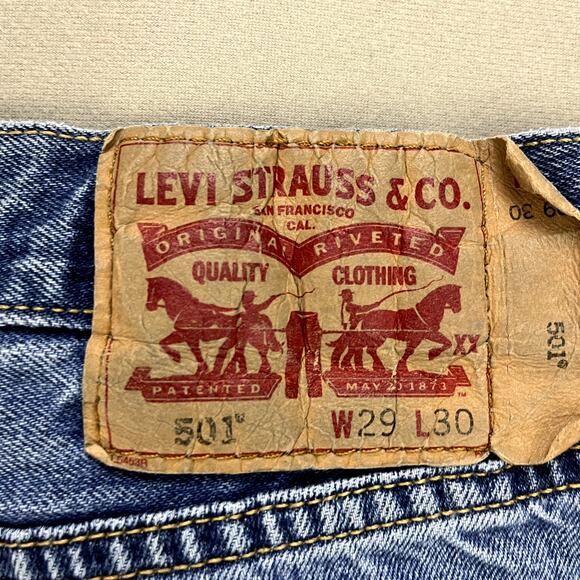 LEVI STRAUSS & CO.
SAN FRANCISCO
CAL.
ORIGINAL RIVETED
QUALITY CLOTHING
XX
PATENTED MAY 20 1873 ™
501® W29 L30
30
501®